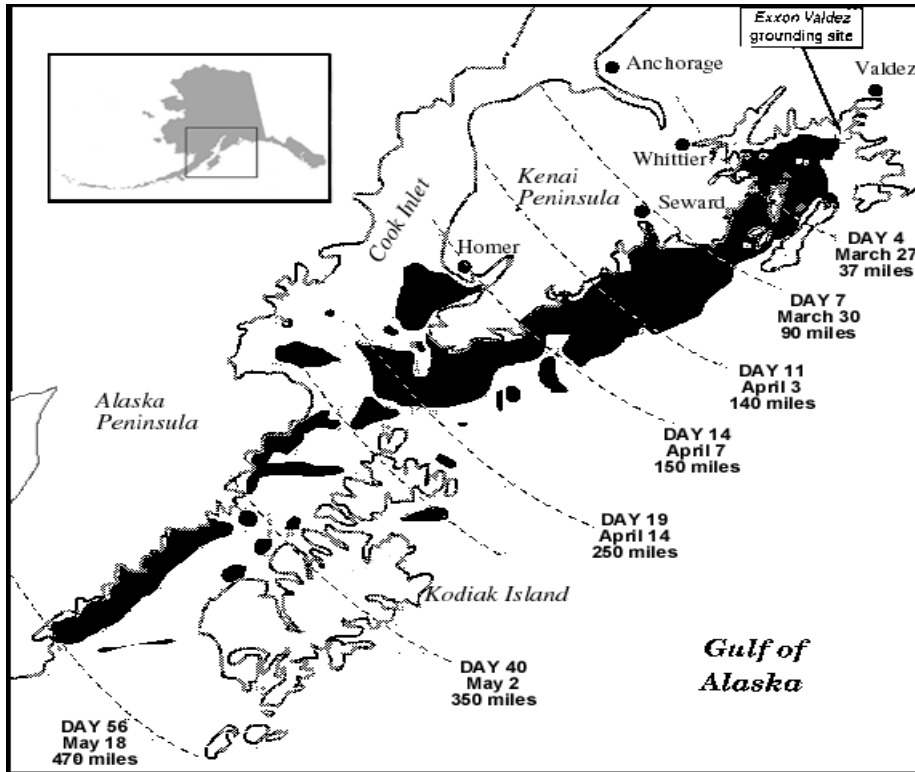 Exxon Valdez
grounding site
Anchorage
Valdez
Whittier
Kenai
Peninsula
Seward
Cook Inlet
Homer
DAY 4
March 27
37 miles
DAY 7
March 30
90 miles
DAY 11
April 3
140 miles
Alaska
Peninsula
DAY 14
April 7
150 miles
DAY 19
April 14
250 miles
Kodiak Island
Gulf of
Alaska
DAY 40
May 2
350 miles
DAY 56
May 18
470 miles